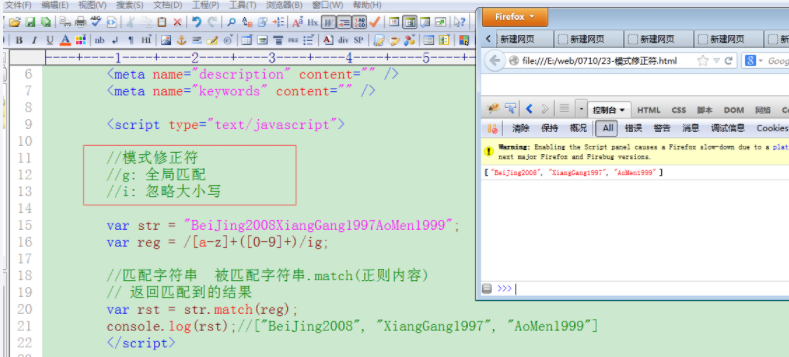 文件(F) 编辑(E) 视图(V) 搜索(S) 文档(D) 工程(P) 工具(T) 浏览器(B) 窗口(W) 帮助(H)
B I U A nb Hi A div SP
----+----1----+----2----+----3----+----4----+----5----+
6 <meta name="description" content="" />
7 <meta name="keywords" content="" />
8
9 <script type="text/javascript">
10
11 //模式修正符
12 //g: 全局匹配
13 //i: 忽略大小写
14
15 var str = "BeiJing2008XiangGang1997AoMen1999";
16 var reg = /[a-z]+([0-9]+)/ig;
17
18 //匹配字符串 被匹配字符串.match(正则内容)
19 // 返回匹配到的结果
20 var rst = str.match(reg);
21 console.log(rst);//["BeiJing2008", "XiangGang1997", "AoMen1999"]
22 </script>
Firefox
新建网页 新建网页 新建网页 新建网页
file:///E:/web/0710/23-模式修正符.html Goog
控制台 HTML CSS 脚本 DOM 网络 Co
清除 保持 概况 All 错误 警告 消息 调试信息 Cookies
Warning: Enabling the Script panel causes a Firefox slow-down due to a plat
next major Firefox and Firebug versions.
[ "BeiJing2008", "XiangGang1997", "AoMen1999" ]
>>>